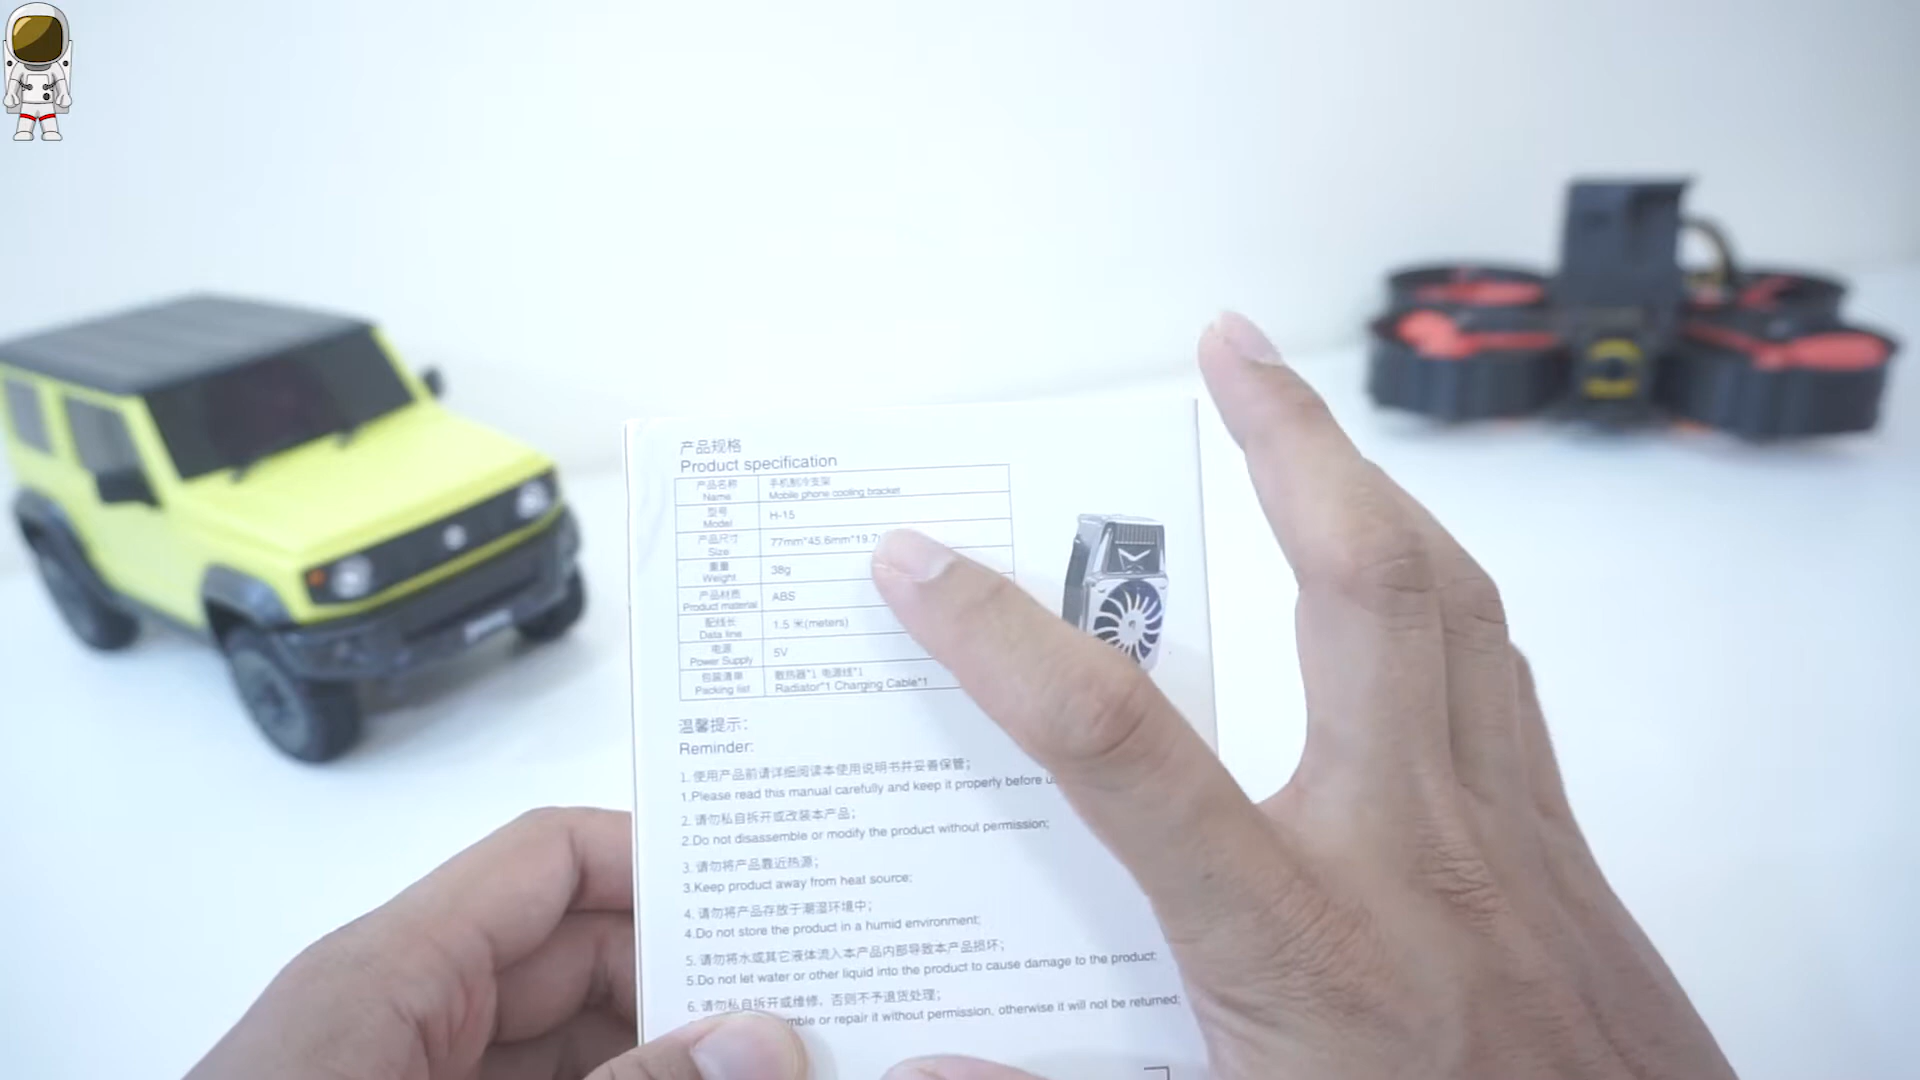 产品规格
Product specification
产品名称 手机制冷支架
Name Mobile phone cooling bracket
型号
Model H-15
产品尺寸
Size 77mm*45.6mm*19.7
重量
Weight 38g
产品材质
Product material ABS
配线长
Data line 1.5 米(meters)
电源
Power Supply 5V
包装清单 散热器*1 电源线*1
Packing list Radiator*1 Charging Cable*1
温馨提示:
Reminder:
1. 使用产品前请详细阅读本使用说明书并妥善保管;
1.Please read this manual carefully and keep it properly before
2. 请勿私自拆开或改装本产品;
2.Do not disassemble or modify the product without permission;
3. 请勿将产品靠近热源;
3.Keep product away from heat source;
4. 请勿将产品存放于潮湿环境中;
4.Do not store the product in a humid environment;
5. 请勿将水或其它液体流入本产品内部导致本产品损坏;
5.Do not let water or other liquid into the product to cause damage to the product;
6. 请勿私自拆开或维修、否则不予退货处理;
mble or repair it without permission, otherwise it will not be returned;